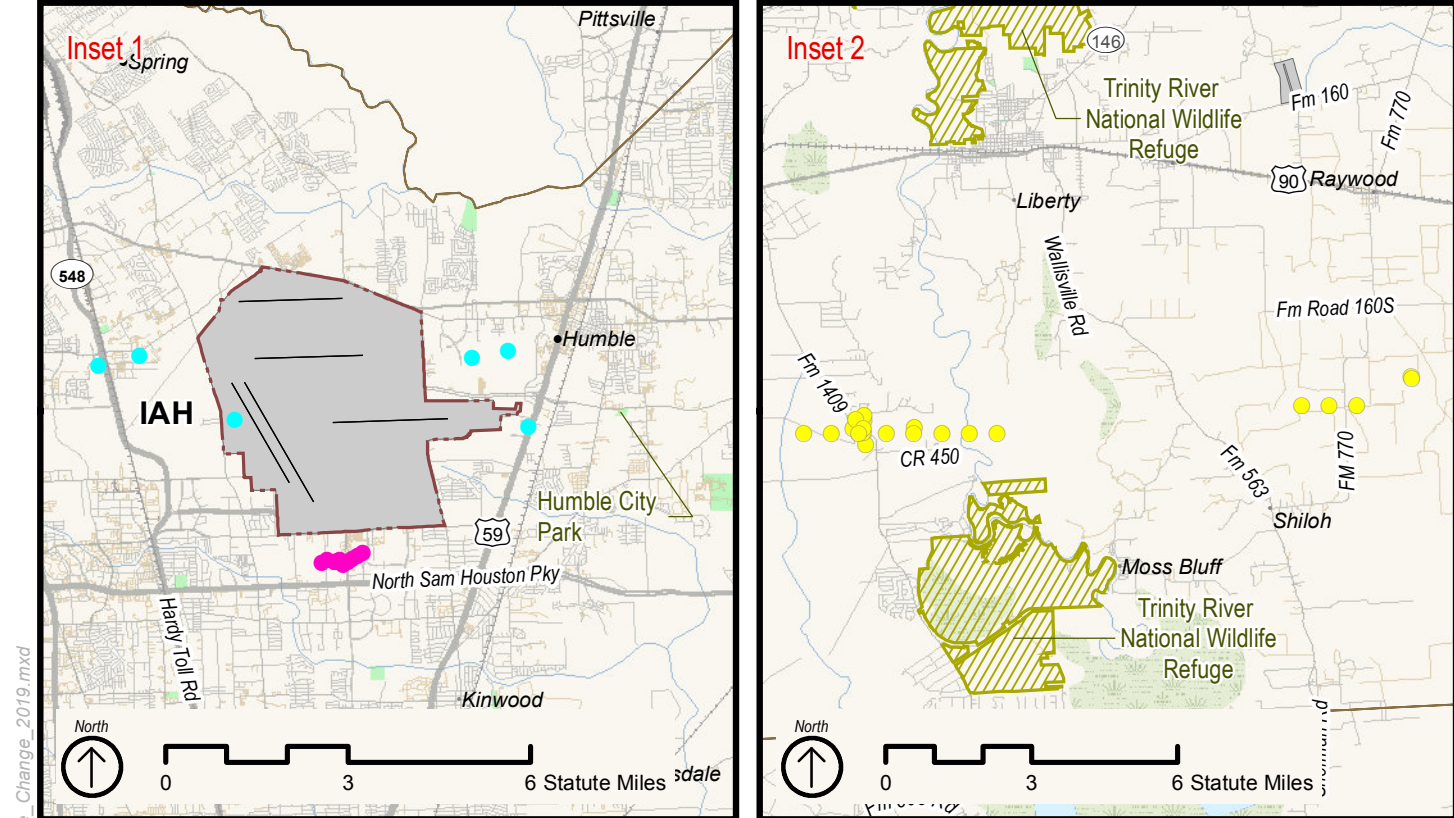 Inset 1
Pittsville
Spring
548
Humble
IAH
Humble City
Park
59
North Sam Houston Pky
Hardy Toll Rd
Kinwood
North
0 3 6 Statute Miles
sdale
_Change_2019.mxd
Inset 2
146
Trinity River
National Wildlife
Refuge
Fm 160
Fm 770
90
Raywood
Liberty
Wallisville Rd
Fm Road 160S
Fm 1409
CR 450
Fm 563
FM 770
Shiloh
Moss Bluff
Trinity River
National Wildlife
Refuge
North
0 3 6 Statute Miles